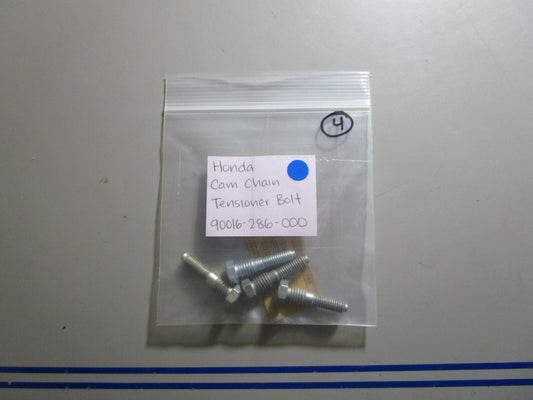 4
Honda
Cam Chain
Tensioner Bolt
90016-286-000